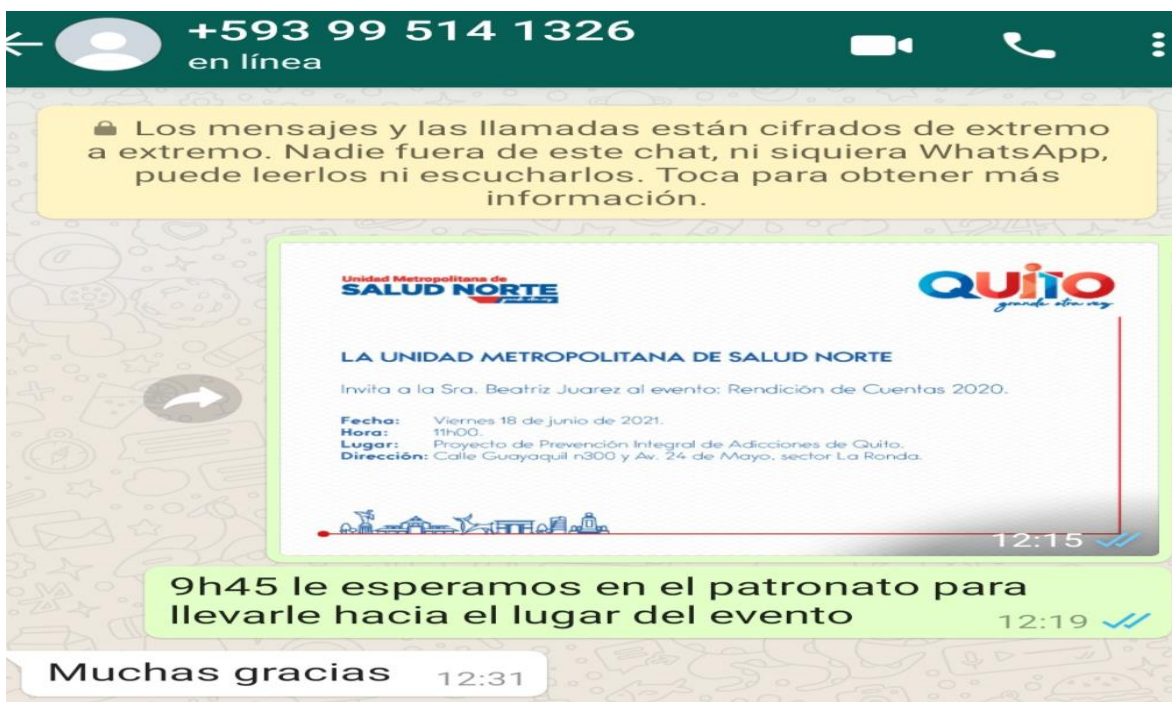 +593 99 514 1326
en línea
Los mensajes y las llamadas están cifrados de extremo
a extremo. Nadie fuera de este chat, ni siquiera WhatsApp,
puede leerlos ni escucharlos. Toca para obtener más
información.
Unidad Metropolitana de
SALUD NORTE
QUITO
grande otra vez
LA UNIDAD METROPOLITANA DE SALUD NORTE
Invita a la Sra. Beatriz Juarez al evento: Rendición de Cuentas 2020.
Fecha: Viernes 18 de junio de 2021.
Hora: 11h00.
Lugar: Proyecto de Prevención Integral de Adicciones de Quito.
Dirección: Calle Guayaquil n300 y Av. 24 de Mayo, sector La Ronda.
12:15
9h45 le esperamos en el patronato para
llevarle hacia el lugar del evento
12:19
Muchas gracias
12:31